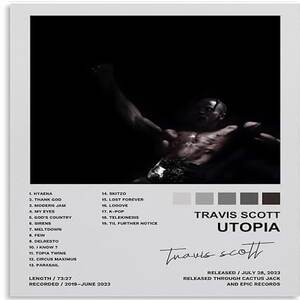 1. HYAENA
2. THANK GOD
3. MODERN JAM
4. MY EYES
5. GOD'S COUNTRY
6. SIRENS
7. MELTDOWN
8. FE!N
9. DELRESTO
10. I KNOW ?
11. TOPIA TWINS
12. CIRCUS MAXIMUS
13. PARASAIL
14. SKITZO
15. LOST FOREVER
16. LOOOVE
17. K-POP
18. TELEKINESIS
19. TIL FURTHER NOTICE
TRAVIS SCOTT
UTOPIA
travis scott
LENGTH / 73:27
RECORDED / 2019-JUNE 2023
RELEASED / JULY 28, 2023
RELEASED THROUGH CACTUS JACK
AND EPIC RECORDS